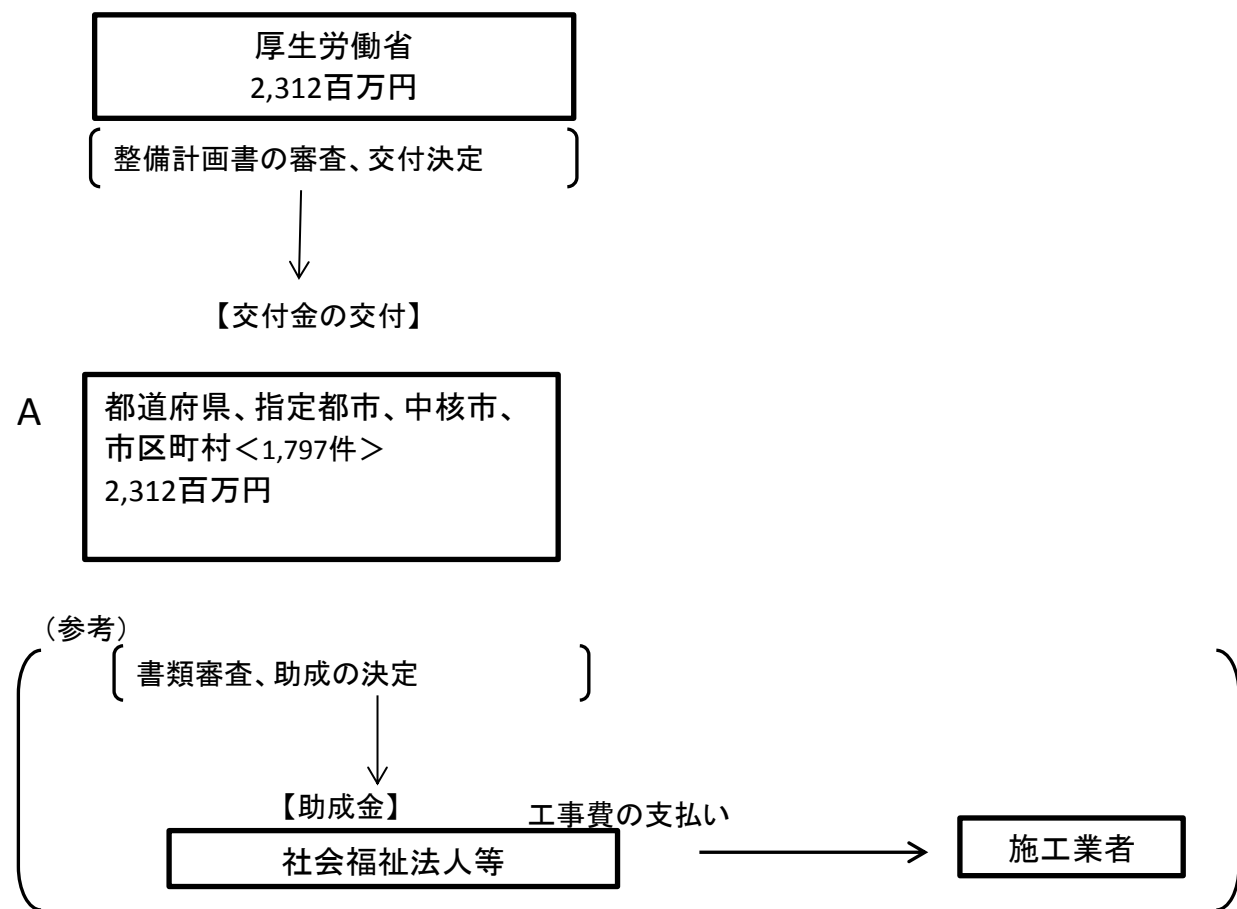 厚生労働省
2,312百万円
整備計画書の審査、交付決定
【交付金の交付】
A
都道府県、指定都市、中核市、
市区町村＜1,797件＞
2,312百万円
（参考）
書類審査、助成の決定
【助成金】
工事費の支払い
社会福祉法人等
施工業者